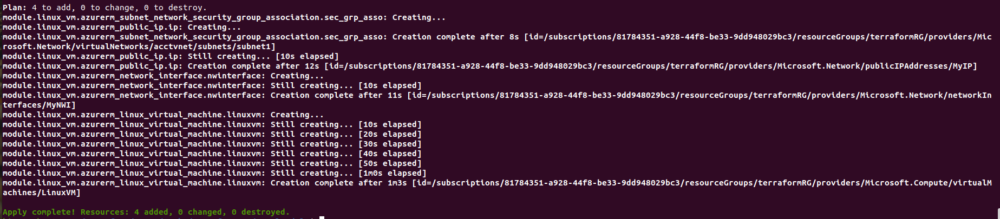 Plan: 4 to add, 0 to change, 0 to destroy.
module.linux_vm.azurerm_subnet_network_security_group_association.sec_grp_asso: Creating...
module.linux_vm.azurerm_public_ip.ip: Creating...
module.linux_vm.azurerm_subnet_network_security_group_association.sec_grp_asso: Creation complete after 8s [id=/subscriptions/81784351-a928-44f8-be33-9dd948029bc3/resourceGroups/terraformRG/providers/Mic
rosoft.Network/virtualNetworks/acctvnet/subnets/subnet1]
module.linux_vm.azurerm_public_ip.ip: Still creating... [10s elapsed]
module.linux_vm.azurerm_public_ip.ip: Creation complete after 12s [id=/subscriptions/81784351-a928-44f8-be33-9dd948029bc3/resourceGroups/terraformRG/providers/Microsoft.Network/publicIPAddresses/MyIP]
module.linux_vm.azurerm_network_interface.nwinterface: Creating...
module.linux_vm.azurerm_network_interface.nwinterface: Still creating... [10s elapsed]
module.linux_vm.azurerm_network_interface.nwinterface: Creation complete after 11s [id=/subscriptions/81784351-a928-44f8-be33-9dd948029bc3/resourceGroups/terraformRG/providers/Microsoft.Network/networkIn
terfaces/MyNWI]
module.linux_vm.azurerm_linux_virtual_machine.linuxvm: Creating...
module.linux_vm.azurerm_linux_virtual_machine.linuxvm: Still creating... [10s elapsed]
module.linux_vm.azurerm_linux_virtual_machine.linuxvm: Still creating... [20s elapsed]
module.linux_vm.azurerm_linux_virtual_machine.linuxvm: Still creating... [30s elapsed]
module.linux_vm.azurerm_linux_virtual_machine.linuxvm: Still creating... [40s elapsed]
module.linux_vm.azurerm_linux_virtual_machine.linuxvm: Still creating... [50s elapsed]
module.linux_vm.azurerm_linux_virtual_machine.linuxvm: Still creating... [1m0s elapsed]
module.linux_vm.azurerm_linux_virtual_machine.linuxvm: Creation complete after 1m3s [id=/subscriptions/81784351-a928-44f8-be33-9dd948029bc3/resourceGroups/terraformRG/providers/Microsoft.Compute/virtualM
achines/LinuxVM]
Apply complete! Resources: 4 added, 0 changed, 0 destroyed.